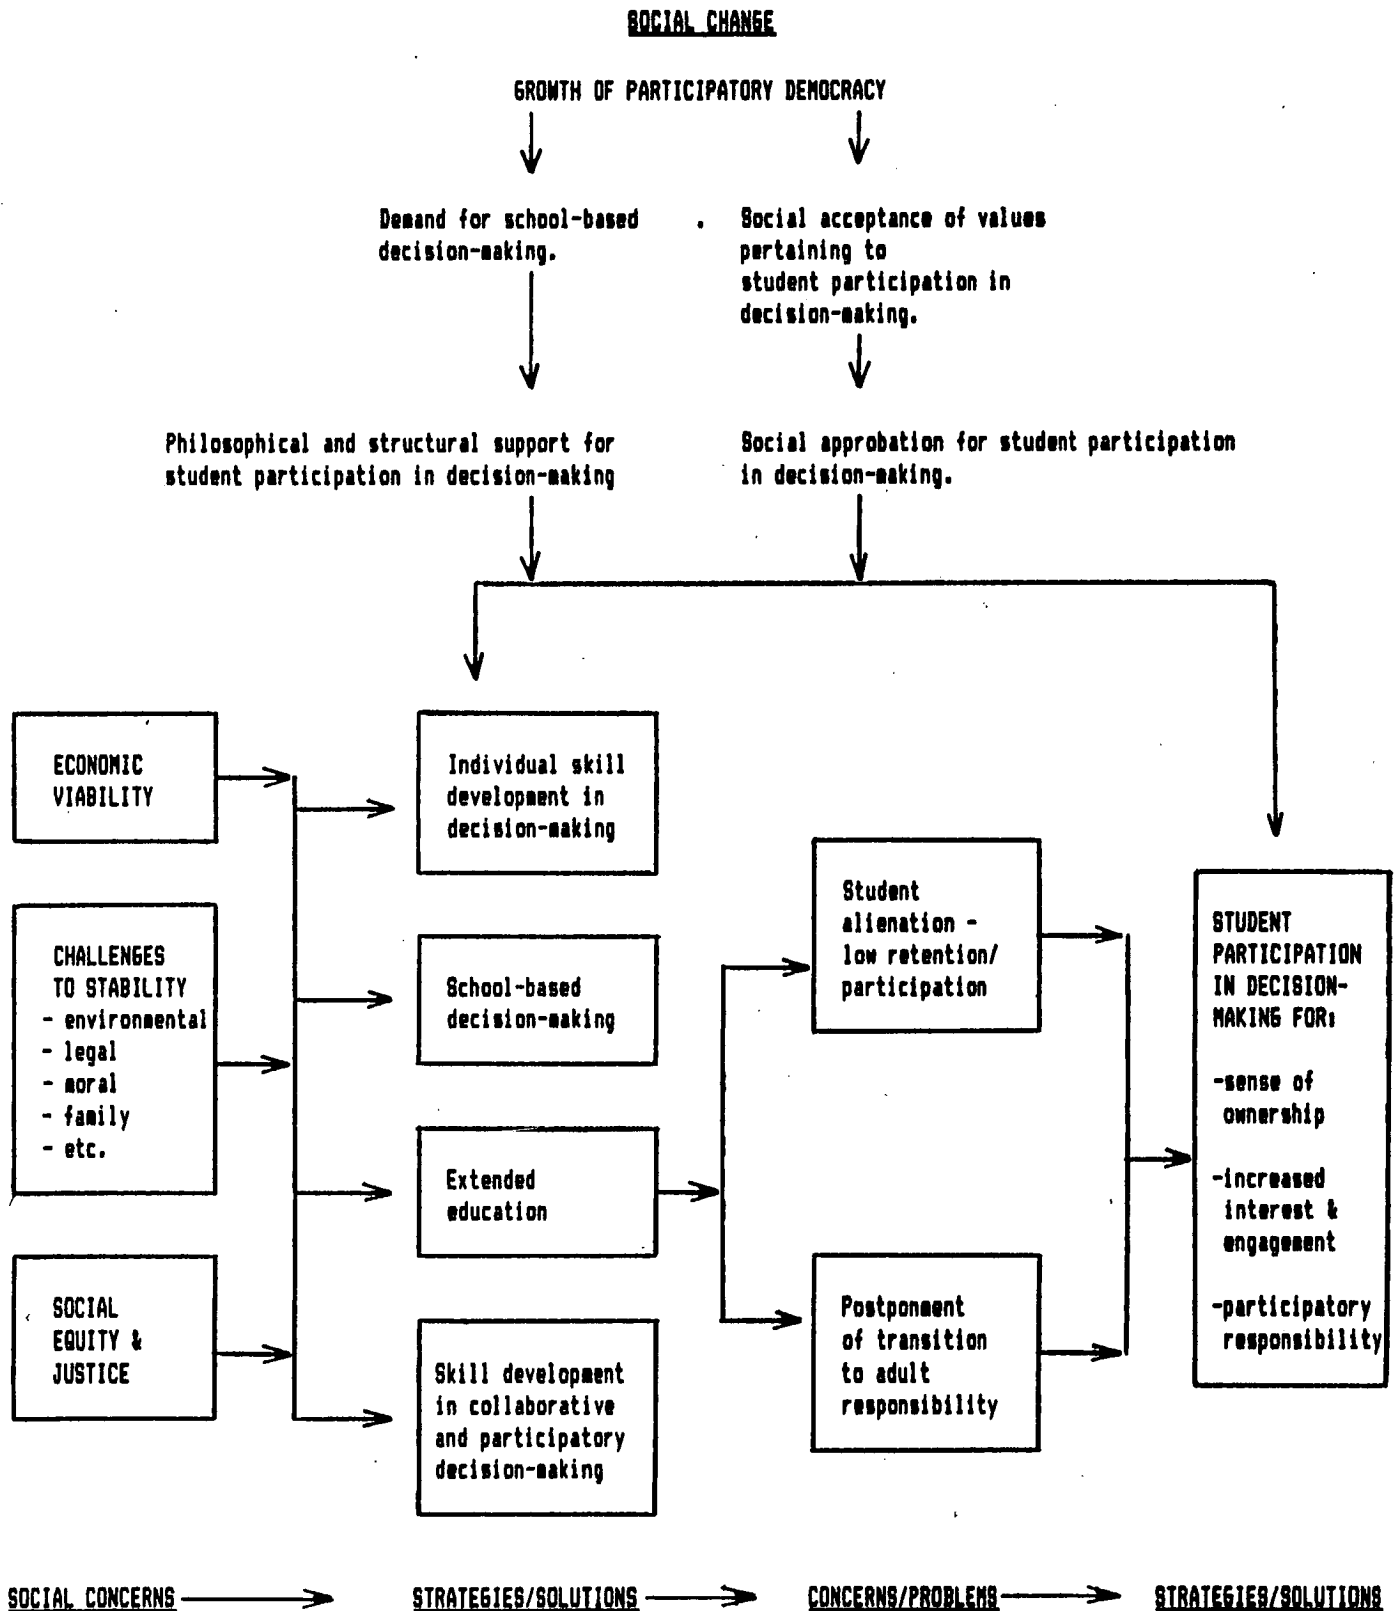 SOCIAL CHANGE
GROWTH OF PARTICIPATORY DEMOCRACY
Demand for school-based
decision-making.
Social acceptance of values
pertaining to
student participation in
decision-making.
Philosophical and structural support for
student participation in decision-making
Social approbation for student participation
in decision-making.
ECONOMIC
VIABILITY
CHALLENGES
TO STABILITY
- environmental
- legal
- moral
- family
- etc.
SOCIAL
EQUITY &
JUSTICE
Individual skill
development in
decision-making
School-based
decision-making
Extended
education
Skill development
in collaborative
and participatory
decision-making
Student
alienation -
low retention/
participation
Postponment
of transition
to adult
responsibility
STUDENT
PARTICIPATION
IN DECISION-
MAKING FOR:
-sense of
ownership
-increased
interest &
engagement
-participatory
responsibility
SOCIAL CONCERNS
STRATEGIES/SOLUTIONS
CONCERNS/PROBLEMS
STRATEGIES/SOLUTIONS